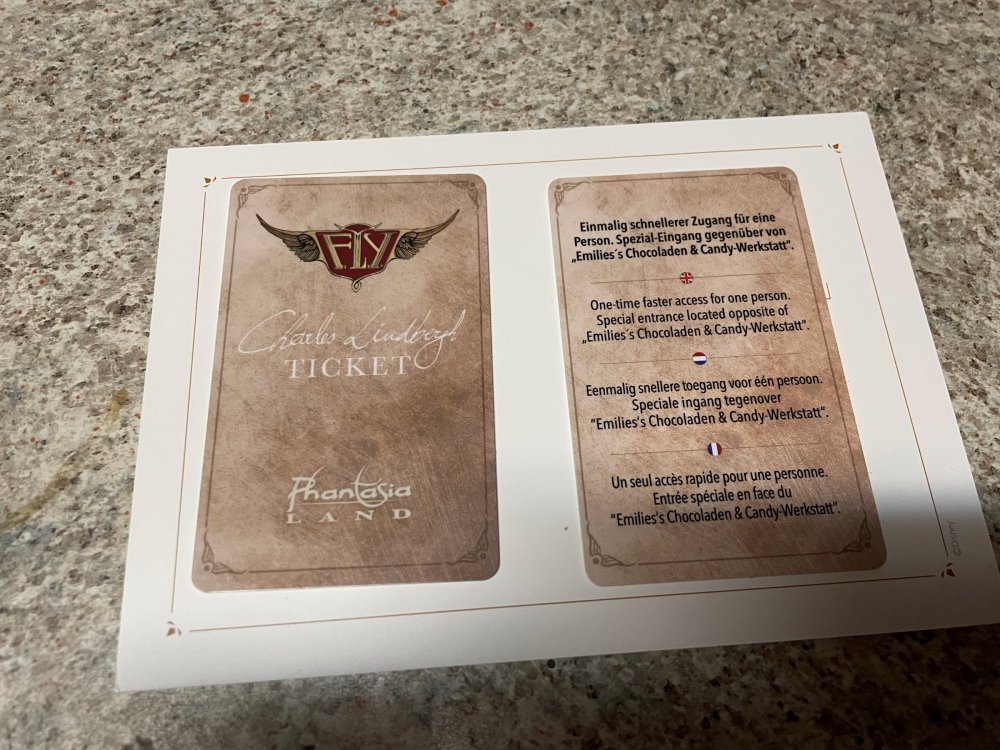 F.L.Y.
Charles Lindbergh
TICKET
Phantasia
LAND
Einmalig schnellerer Zugang für eine
Person. Spezial-Eingang gegenüber von
„Emilies´s Chocoladen & Candy-Werkstatt“.
One-time faster access for one person.
Special entrance located opposite of
„Emilies´s Chocoladen & Candy-Werkstatt“.
Eenmalig snellere toegang voor één persoon.
Speciale ingang tegenover
“Emilies‘s Chocoladen & Candy-Werkstatt“.
Un seul accès rapide pour une personne.
Entrée spéciale en face du
“Emilies‘s Chocoladen & Candy-Werkstatt“.
©Disney